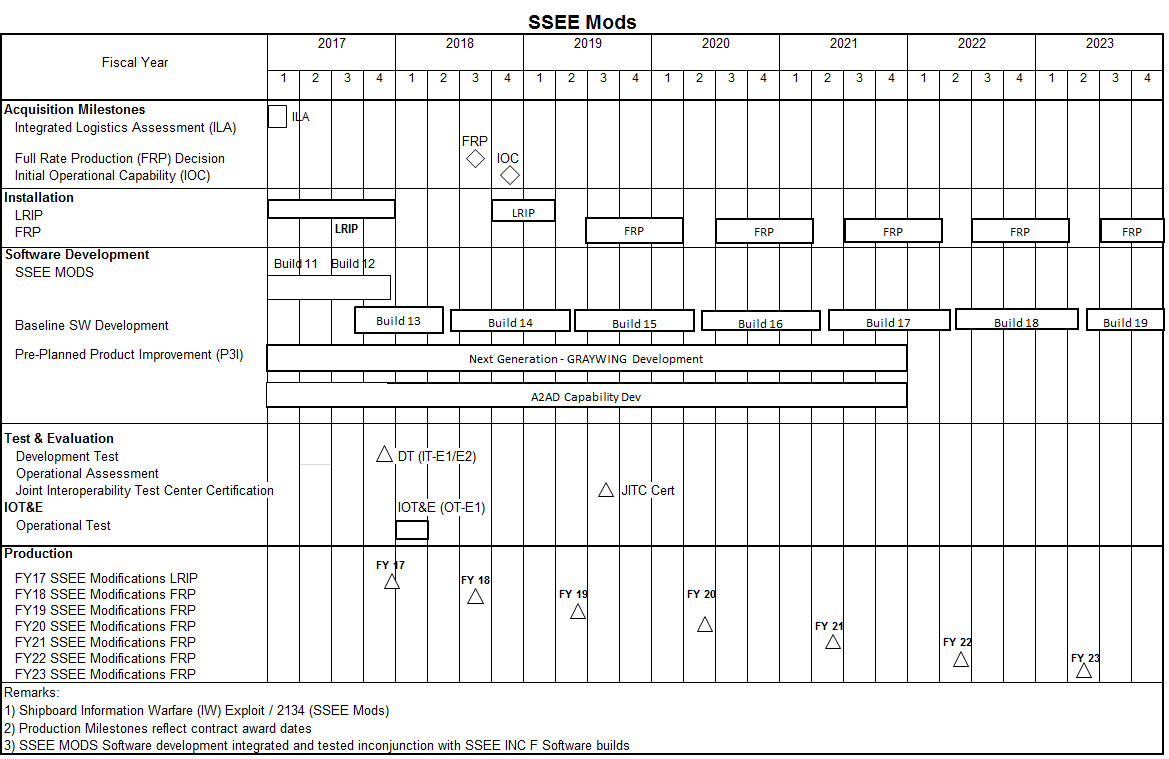 SSEE Mods
Fiscal Year
2017 2018 2019 2020 2021 2022 2023
1 2 3 4 1 2 3 4 1 2 3 4 1 2 3 4 1 2 3 4 1 2 3 4 1 2 3 4
Acquisition Milestones
ILA
Integrated Logistics Assessment (ILA)
FRP
Full Rate Production (FRP) Decision
IOC
Initial Operational Capability (IOC)
Installation
LRIP
LRIP
FRP
LRIP
FRP FRP FRP FRP FRP
Software Development
Build 11 Build 12
SSEE MODS
Baseline SW Development
Build 13 Build 14 Build 15 Build 16 Build 17 Build 18 Build 19
Pre-Planned Product Improvement (P3I)
Next Generation - GRAYWING Development
A2AD Capability Dev
Test & Evaluation
Development Test
DT (IT-E1/E2)
Operational Assessment
Joint Interoperability Test Center Certification
JITC Cert
IOT&E
IOT&E (OT-E1)
Operational Test
Production
FY 17
FY17 SSEE Modifications LRIP
FY 18
FY18 SSEE Modifications FRP
FY 19
FY19 SSEE Modifications FRP
FY 20
FY20 SSEE Modifications FRP
FY 21
FY21 SSEE Modifications FRP
FY 22
FY22 SSEE Modifications FRP
FY 23
FY23 SSEE Modifications FRP
Remarks:
1) Shipboard Information Warfare (IW) Exploit / 2134 (SSEE Mods)
2) Production Milestones reflect contract award dates
3) SSEE MODS Software development integrated and tested inconjunction with SSEE INC F Software builds